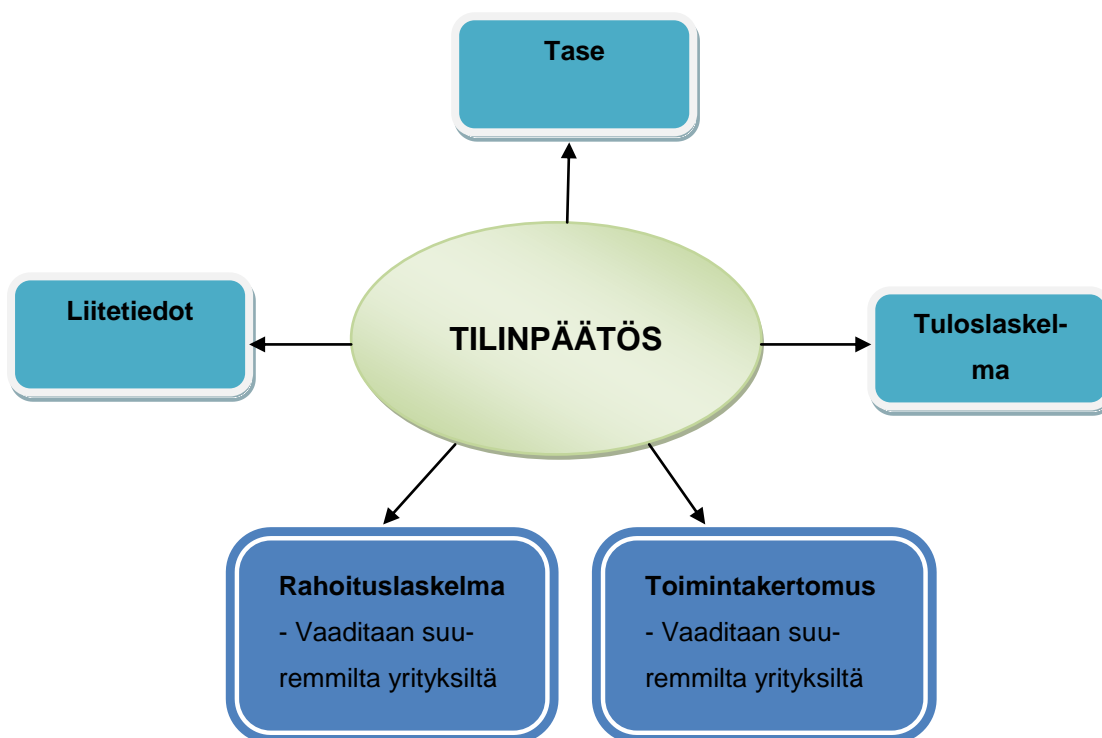 Tase
Liitetiedot
TILINPÄÄTÖS
Tuloslaskel-
ma
Rahoituslaskelma
- Vaaditaan suu-
remmilta yrityksiltä
Toimintakertomus
- Vaaditaan suu-
remmilta yrityksiltä